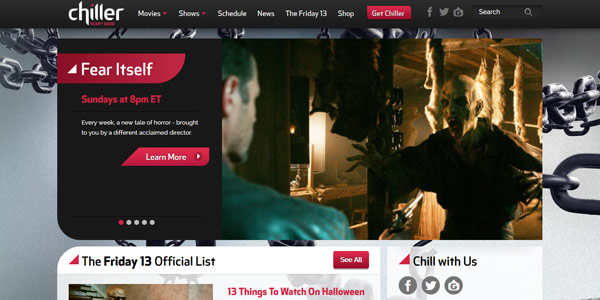 chiller
SCARY GOOD
Movies Shows Schedule News The Friday 13 Shop Get Chiller Search
Fear Itself
Sundays at 8pm ET
Every week, a new tale of horror - brought
to you by a different acclaimed director.
Learn More
The Friday 13 Official List
See All
Chill with Us
13 Things To Watch On Halloween